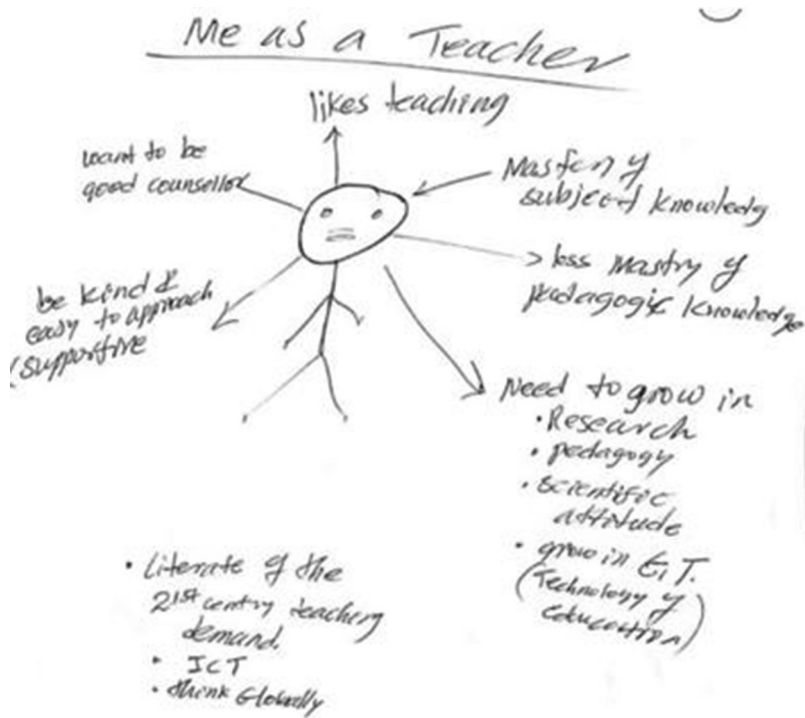 Me as a Teacher
likes teaching
want to be
good counsellor
Mastery of
subject knowledg
less mastry of
pedagogic knowledge
be kind &
easy to approach
(supportive
Need to grow in
• Research
• pedagogy
• scientific
attitude
• grow in E.T.
(Technology of
Education)
• Literate of the
21st centry teaching
demand.
• ICT
• think Globally